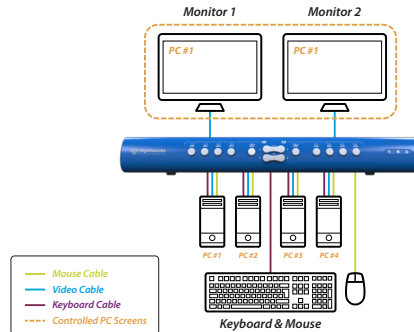 Monitor 1 Monitor 2
PC #1 PC #1
PC #1 PC #2 PC #3 PC #4
Mouse Cable
Video Cable
Keyboard Cable
Controlled PC Screens
Keyboard & Mouse